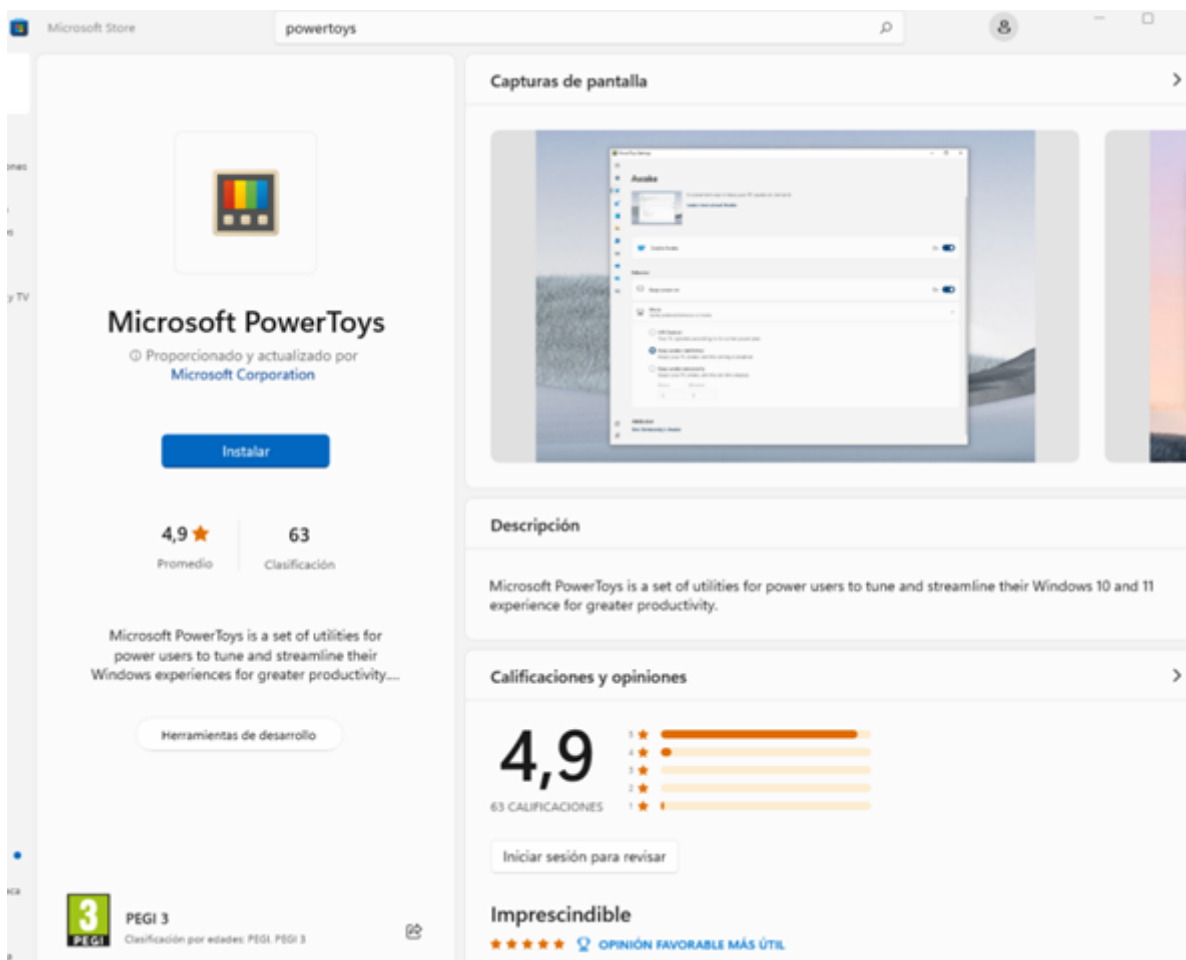 Microsoft Store
powertoys
ones
y TV
Microsoft PowerToys
Proporcionado y actualizado por
Microsoft Corporation
Instalar
4,9
63
Promedio
Clasificación
Microsoft PowerToys is a set of utilities for
power users to tune and streamline their
Windows experiences for greater productivity....
Herramientas de desarrollo
3
PEGI
PEGI 3
Clasificación por edades: PEGI. PEGI 3
Capturas de pantalla
Awake
Descripción
Microsoft PowerToys is a set of utilities for power users to tune and streamline their Windows 10 and 11
experience for greater productivity.
Calificaciones y opiniones
4,9
63 CALIFICACIONES
5
4
3
2
1
Iniciar sesión para revisar
Imprescindible
OPINIÓN FAVORABLE MÁS ÚTIL